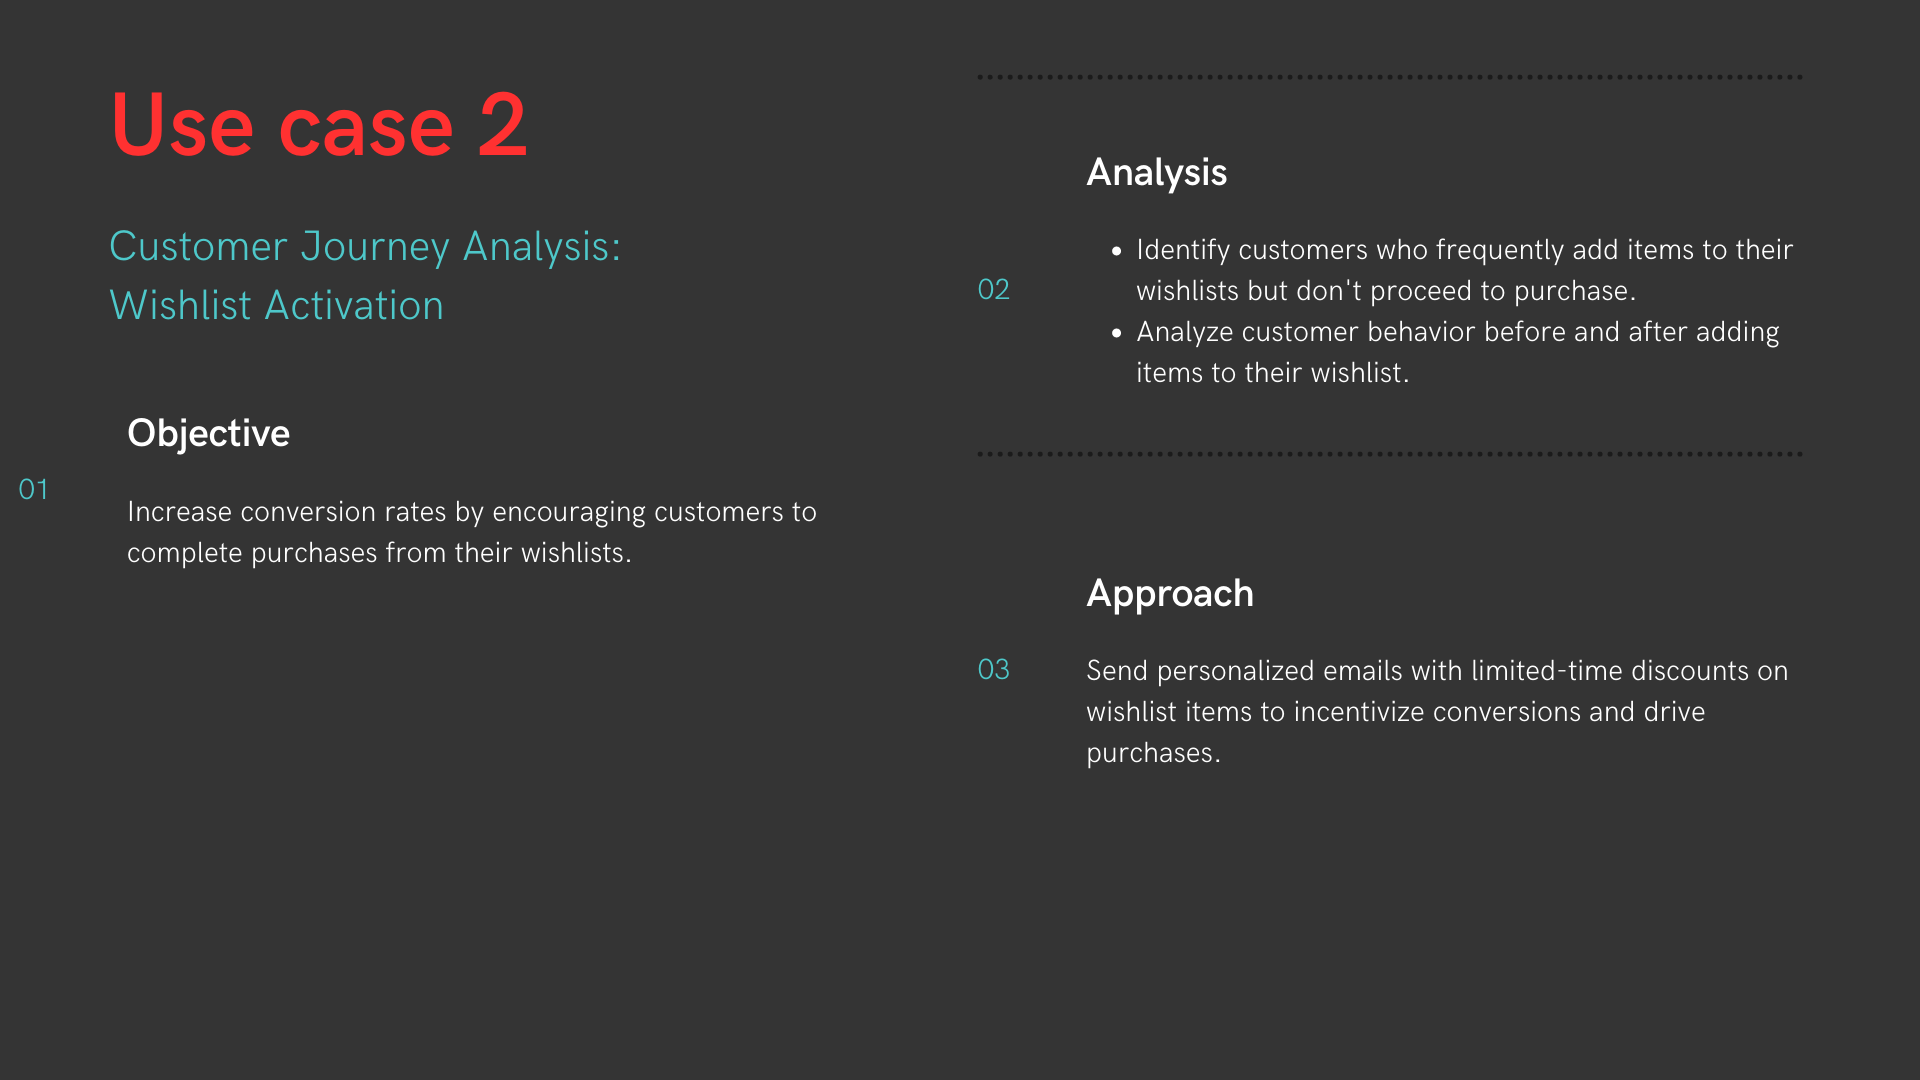 Use case 2
Customer Journey Analysis:
Wishlist Activation
01
Objective
Increase conversion rates by encouraging customers to
complete purchases from their wishlists.
02
Analysis
• Identify customers who frequently add items to their
wishlists but don't proceed to purchase.
• Analyze customer behavior before and after adding
items to their wishlist.
03
Approach
Send personalized emails with limited-time discounts on
wishlist items to incentivize conversions and drive
purchases.